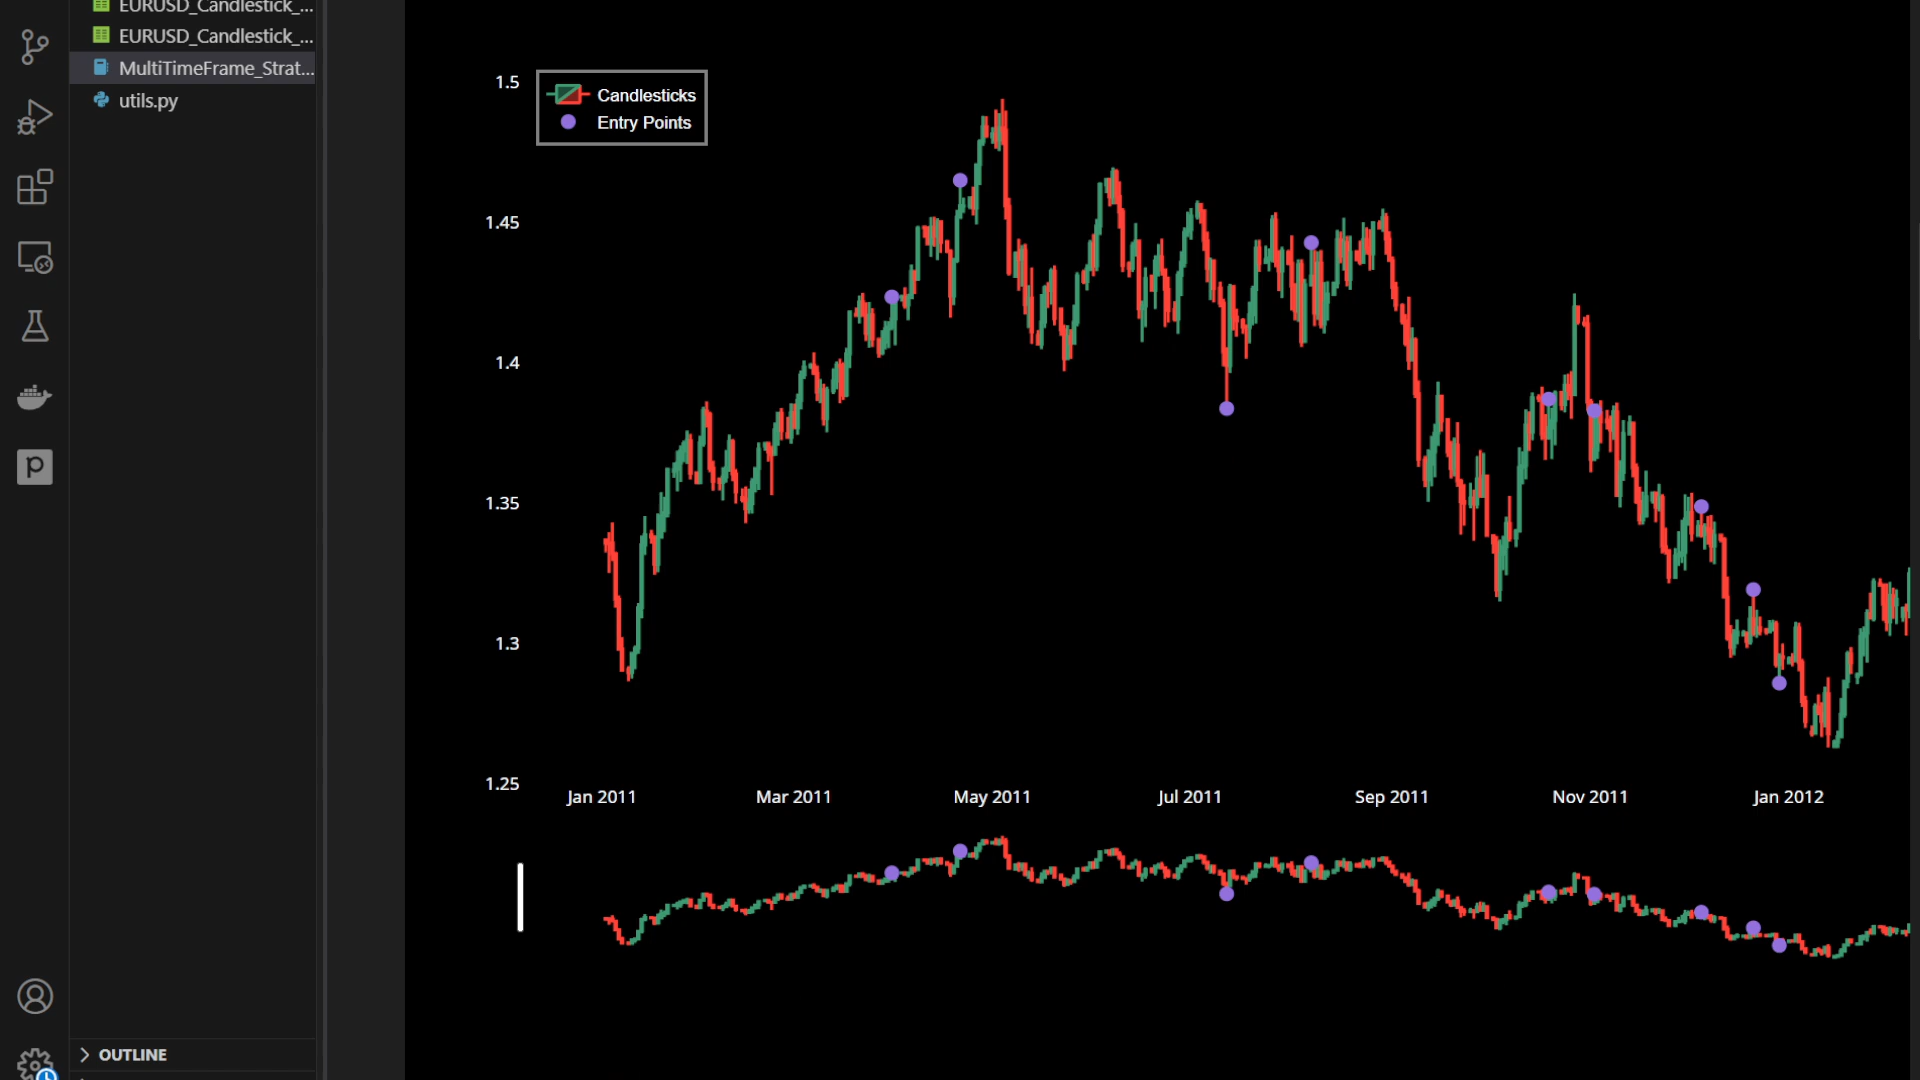 EURUSD_Candlestick_...
EURUSD_Candlestick_...
MultiTimeFrame_Strat...
utils.py
OUTLINE
1.5
1.45
1.4
1.35
1.3
1.25
Candlesticks
Entry Points
Jan 2011
Mar 2011
May 2011
Jul 2011
Sep 2011
Nov 2011
Jan 2012